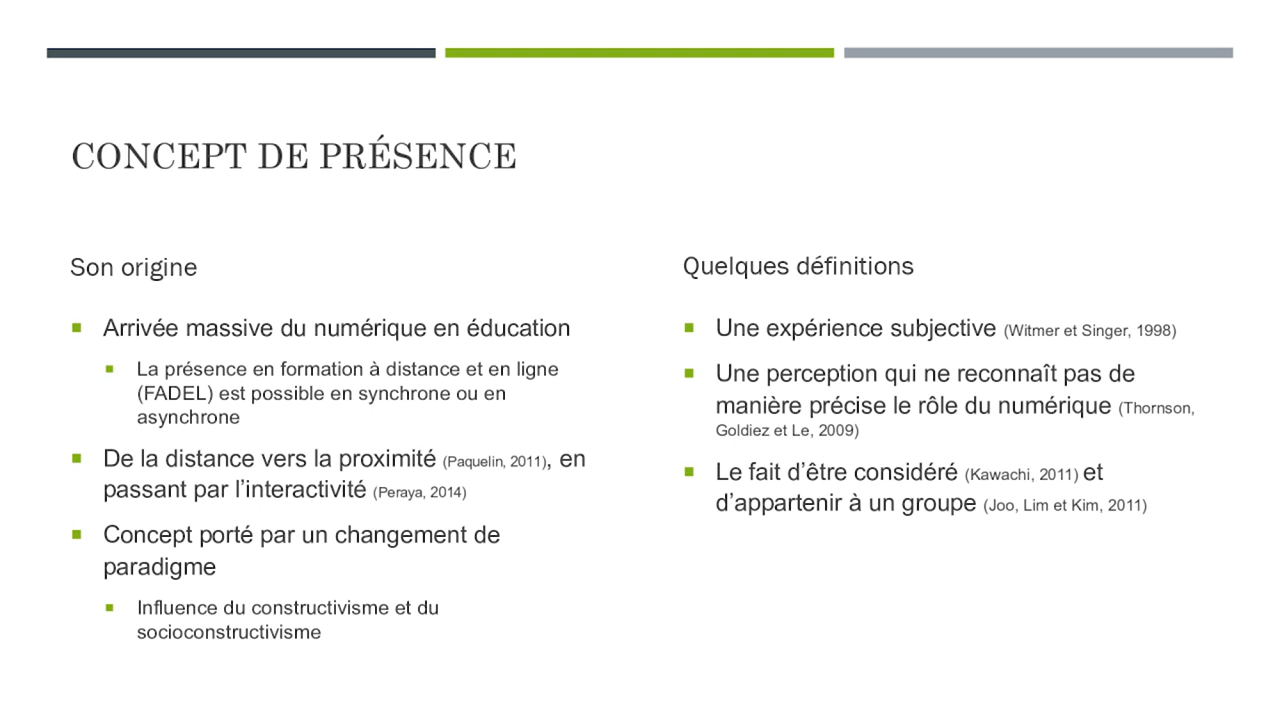 CONCEPT DE PRÉSENCE
Son origine
Arrivée massive du numérique en éducation
La présence en formation à distance et en ligne
(FADEL) est possible en synchrone ou en
asynchrone
De la distance vers la proximité (Paquelin, 2011), en
passant par l’interactivité (Peraya, 2014)
Concept porté par un changement de
paradigme
Influence du constructivisme et du
socioconstructivisme
Quelques définitions
Une expérience subjective (Witmer et Singer, 1998)
Une perception qui ne reconnaît pas de
manière précise le rôle du numérique (Thornson,
Goldiez et Le, 2009)
Le fait d’être considéré (Kawachi, 2011) et
d’appartenir à un groupe (Joo, Lim et Kim, 2011)